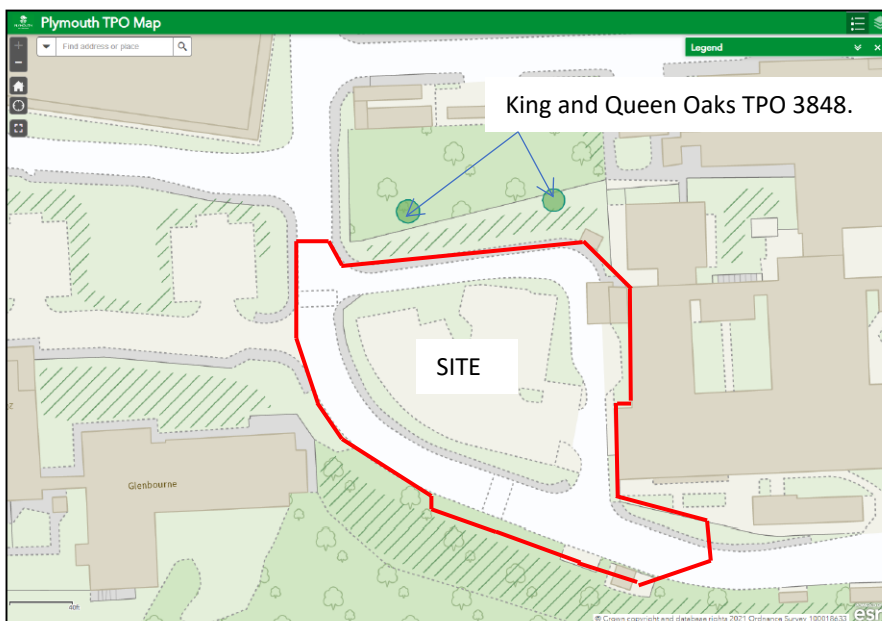 Plymouth TPO Map
Find address or place
Legend
King and Queen Oaks TPO 3848.
SITE
Glenbourne
40ft
© Crown copyright and database rights 2021 Ordnance Survey 100018633
esri